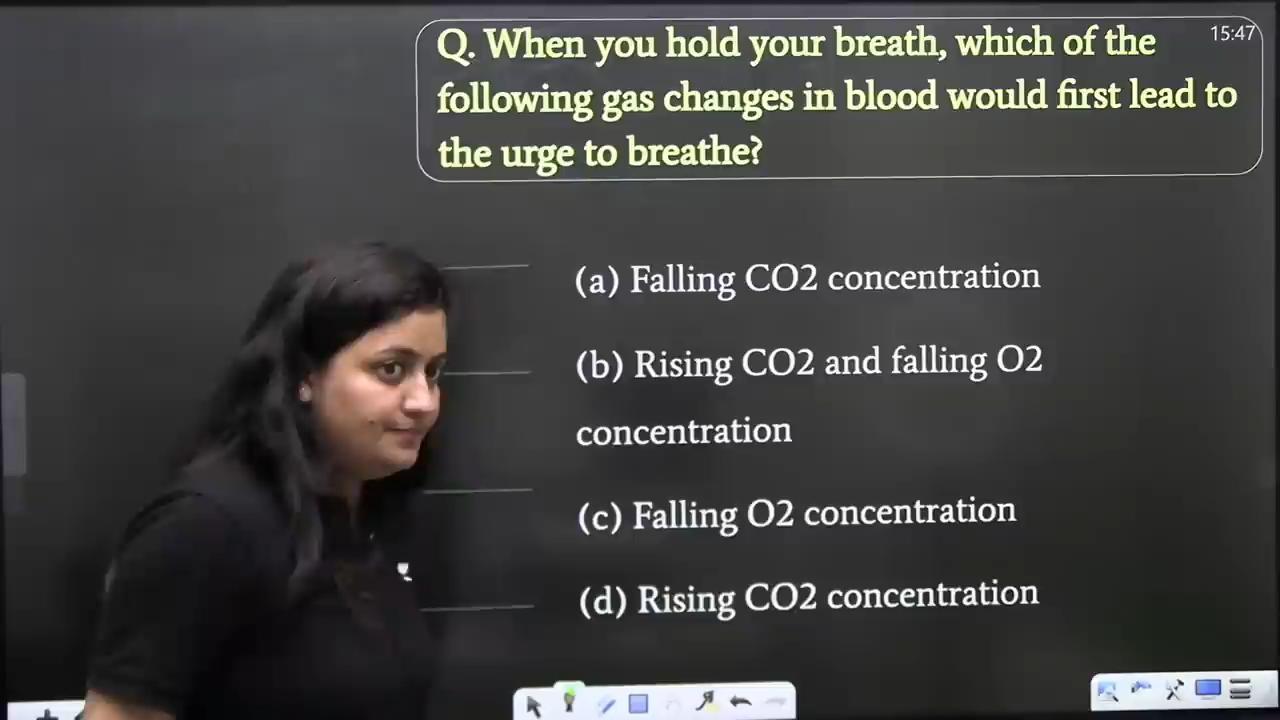 15:47
Q. When you hold your breath, which of the
following gas changes in blood would first lead to
the urge to breathe?
(a) Falling CO2 concentration
(b) Rising CO2 and falling O2
concentration
(c) Falling O2 concentration
(d) Rising CO2 concentration